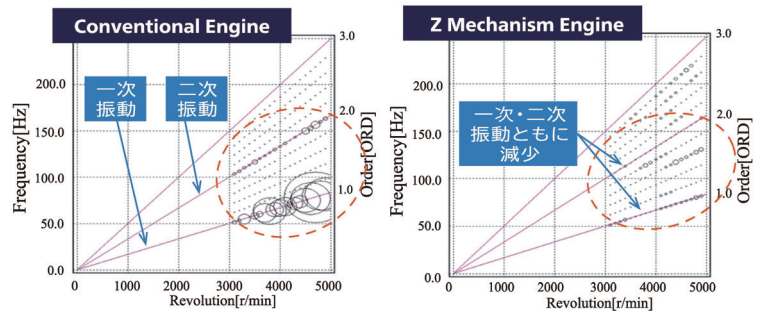 Conventional Engine
Frequency[Hz]
200.0
150.0
100.0
50.0
0.0
0
1000
2000
3000
4000
5000
Revolution[r/min]
3.0
2.0
1.0
Order[ORD]
一次
振動
二次
振動
Z Mechanism Engine
Frequency[Hz]
200.0
150.0
100.0
50.0
0.0
0
1000
2000
3000
4000
5000
Revolution[r/min]
3.0
2.0
1.0
Order[ORD]
一次・二次
振動ともに
減少